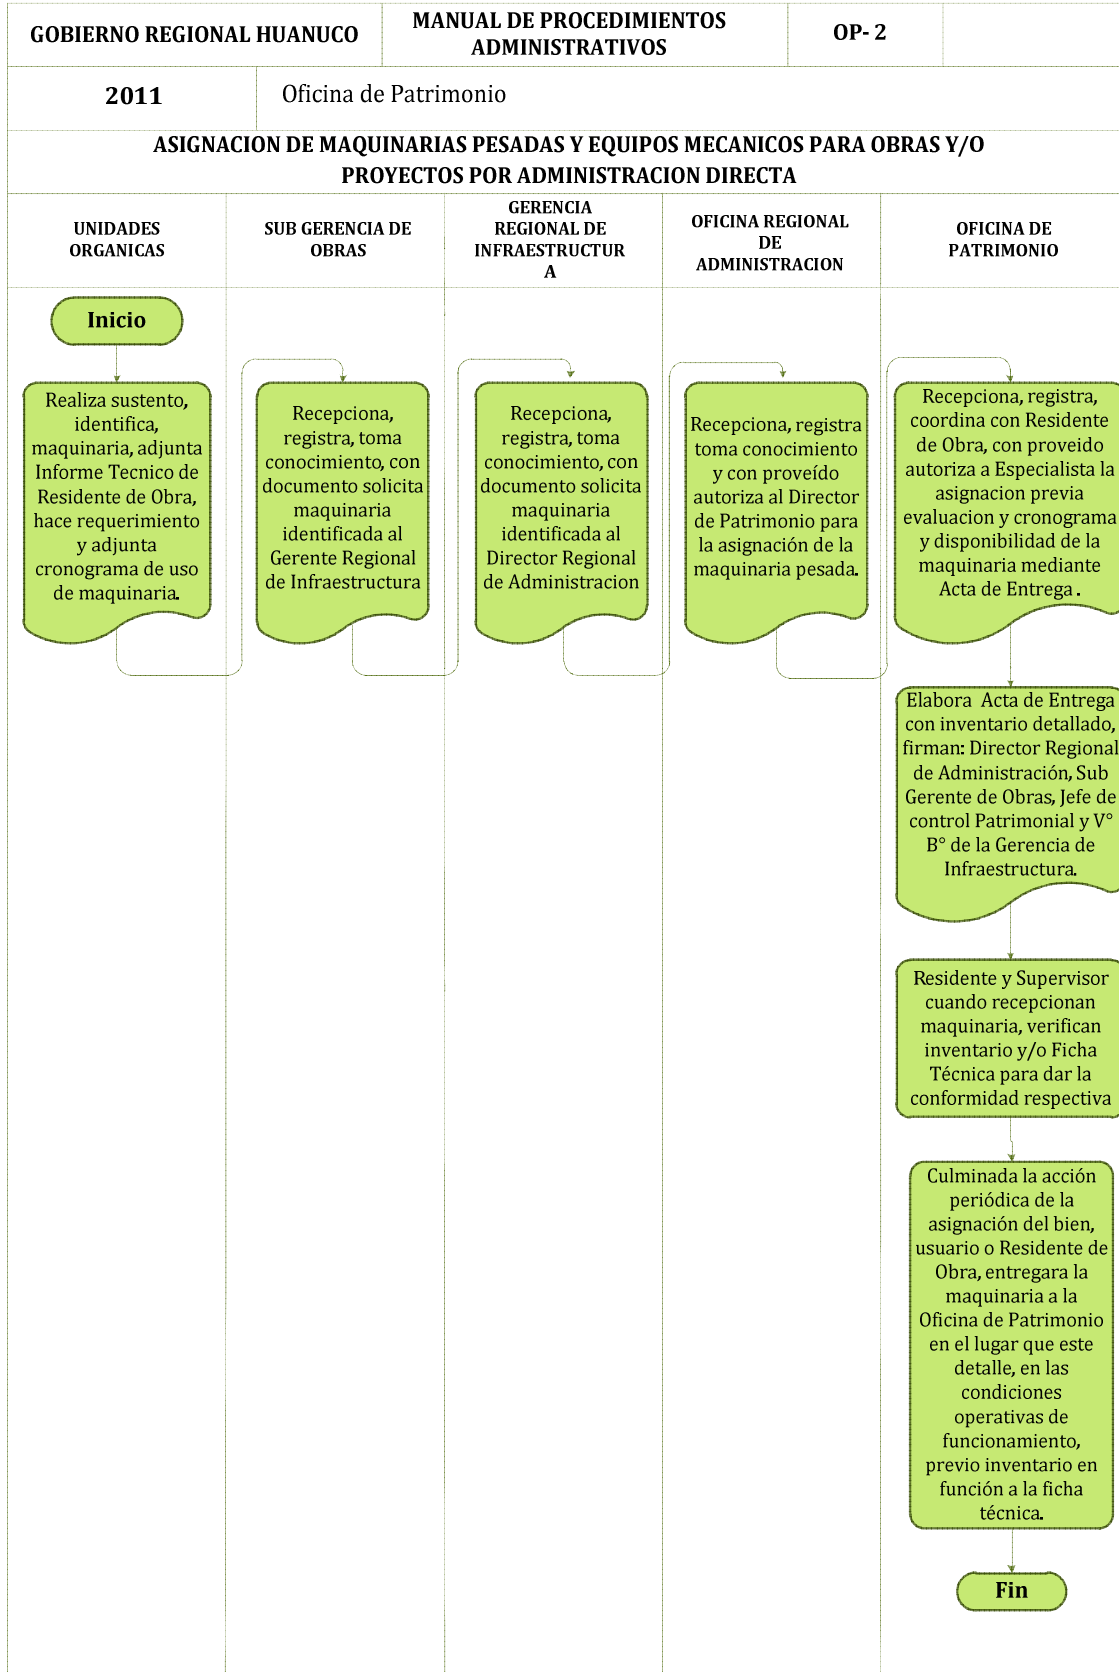 GOBIERNO REGIONAL HUANUCO
MANUAL DE PROCEDIMIENTOS
ADMINISTRATIVOS
OP- 2
2011
Oficina de Patrimonio
ASIGNACION DE MAQUINARIAS PESADAS Y EQUIPOS MECANICOS PARA OBRAS Y/O
PROYECTOS POR ADMINISTRACION DIRECTA
UNIDADES
ORGANICAS
SUB GERENCIA DE
OBRAS
GERENCIA
REGIONAL DE
INFRAESTRUCTUR
A
OFICINA REGIONAL
DE
ADMINISTRACION
OFICINA DE
PATRIMONIO
Inicio
Realiza sustento,
identifica,
maquinaria, adjunta
Informe Tecnico de
Residente de Obra,
hace requerimiento
y adjunta
cronograma de uso
de maquinaria.
Recepciona,
registra, toma
conocimiento, con
documento solicita
maquinaria
identificada al
Gerente Regional
de Infraestructura
Recepciona,
registra, toma
conocimiento, con
documento solicita
maquinaria
identificada al
Director Regional
de Administracion
Recepciona, registra
toma conocimiento
y con proveído
autoriza al Director
de Patrimonio para
la asignación de la
maquinaria pesada.
Recepciona, registra,
coordina con Residente
de Obra, con proveido
autoriza a Especialista la
asignacion previa
evaluacion y cronograma
y disponibilidad de la
maquinaria mediante
Acta de Entrega .
Elabora Acta de Entrega
con inventario detallado,
firman: Director Regional
de Administración, Sub
Gerente de Obras, Jefe de
control Patrimonial y V°
B° de la Gerencia de
Infraestructura.
Residente y Supervisor
cuando recepcionan
maquinaria, verifican
inventario y/o Ficha
Técnica para dar la
conformidad respectiva
Culminada la acción
periódica de la
asignación del bien,
usuario o Residente de
Obra, entregara la
maquinaria a la
Oficina de Patrimonio
en el lugar que este
detalle, en las
condiciones
operativas de
funcionamiento,
previo inventario en
función a la ficha
técnica.
Fin